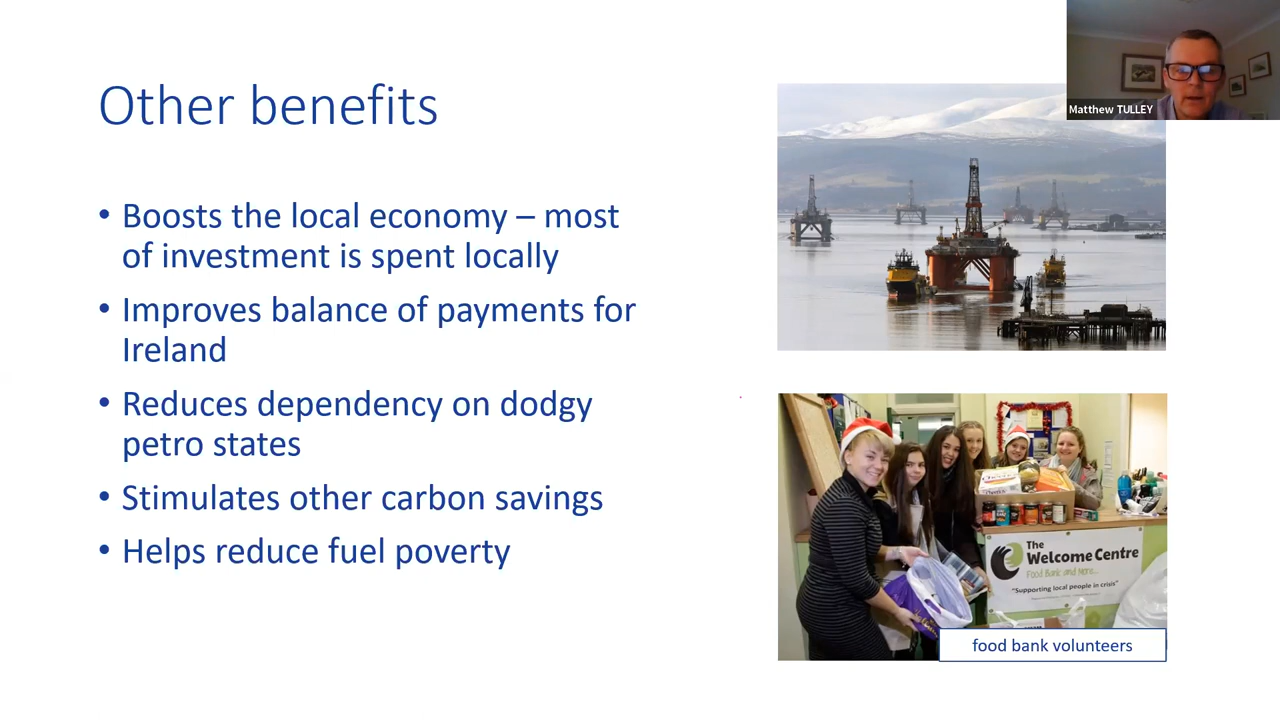 Other benefits
• Boosts the local economy – most
of investment is spent locally
• Improves balance of payments for
Ireland
• Reduces dependency on dodgy
petro states
• Stimulates other carbon savings
• Helps reduce fuel poverty
Matthew TULLEY
The
Welcome Centre
Food Bank and More...
"Supporting local people in crisis"
food bank volunteers